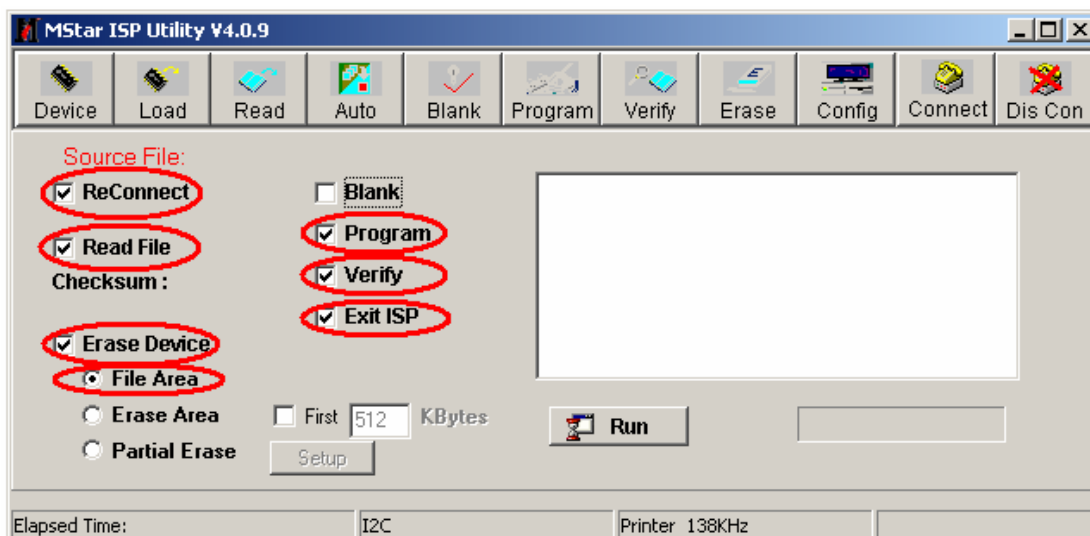 MStar ISP Utility V4.0.9
Device Load Read Auto Blank Program Verify Erase Config Connect Dis Con
Source File:
ReConnect
Blank
Program
Read File
Verify
Checksum :
Exit ISP
Erase Device
File Area
Erase Area
First 512 KBytes
Run
Partial Erase
Setup
Elapsed Time: I2C Printer 138KHz